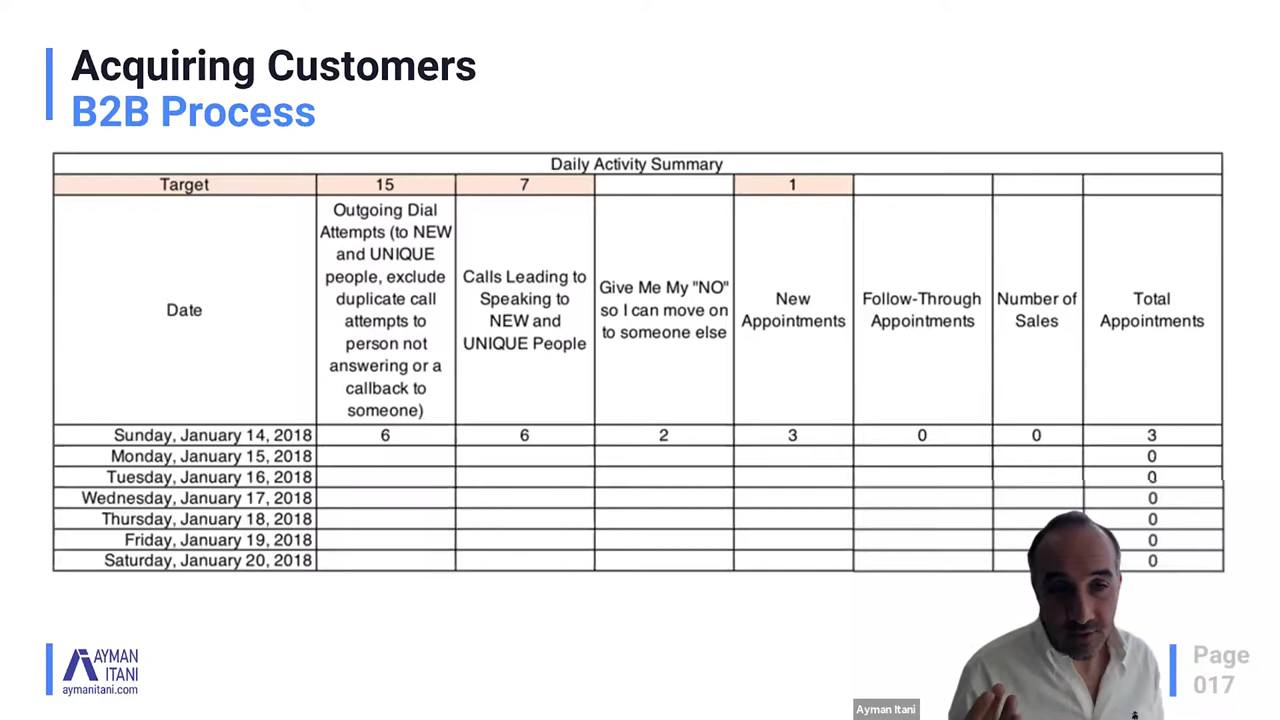 Acquiring Customers
B2B Process
Daily Activity Summary
Target 15 7 1
Date
Outgoing Dial
Attempts (to NEW
and UNIQUE
people, exclude
duplicate call
attempts to
person not
answering or a
callback to
someone)
Calls Leading to
Speaking to
NEW and
UNIQUE People
Give Me My "NO"
so I can move on
to someone else
New
Appointments
Follow-Through
Appointments
Number of
Sales
Total
Appointments
Sunday, January 14, 2018 6 6 2 3 0 0 3
Monday, January 15, 2018 0
Tuesday, January 16, 2018 0
Wednesday, January 17, 2018 0
Thursday, January 18, 2018 0
Friday, January 19, 2018 0
Saturday, January 20, 2018 0
AYMAN
ITANI
aymanitani.com
Page
017
Ayman Itani